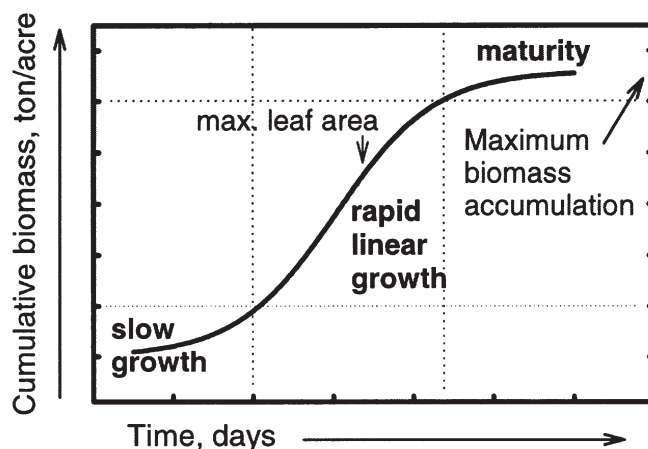 Cumulative biomass, ton/acre
maturity
max. leaf area
Maximum
biomass
accumulation
rapid
linear
growth
slow
growth
Time, days